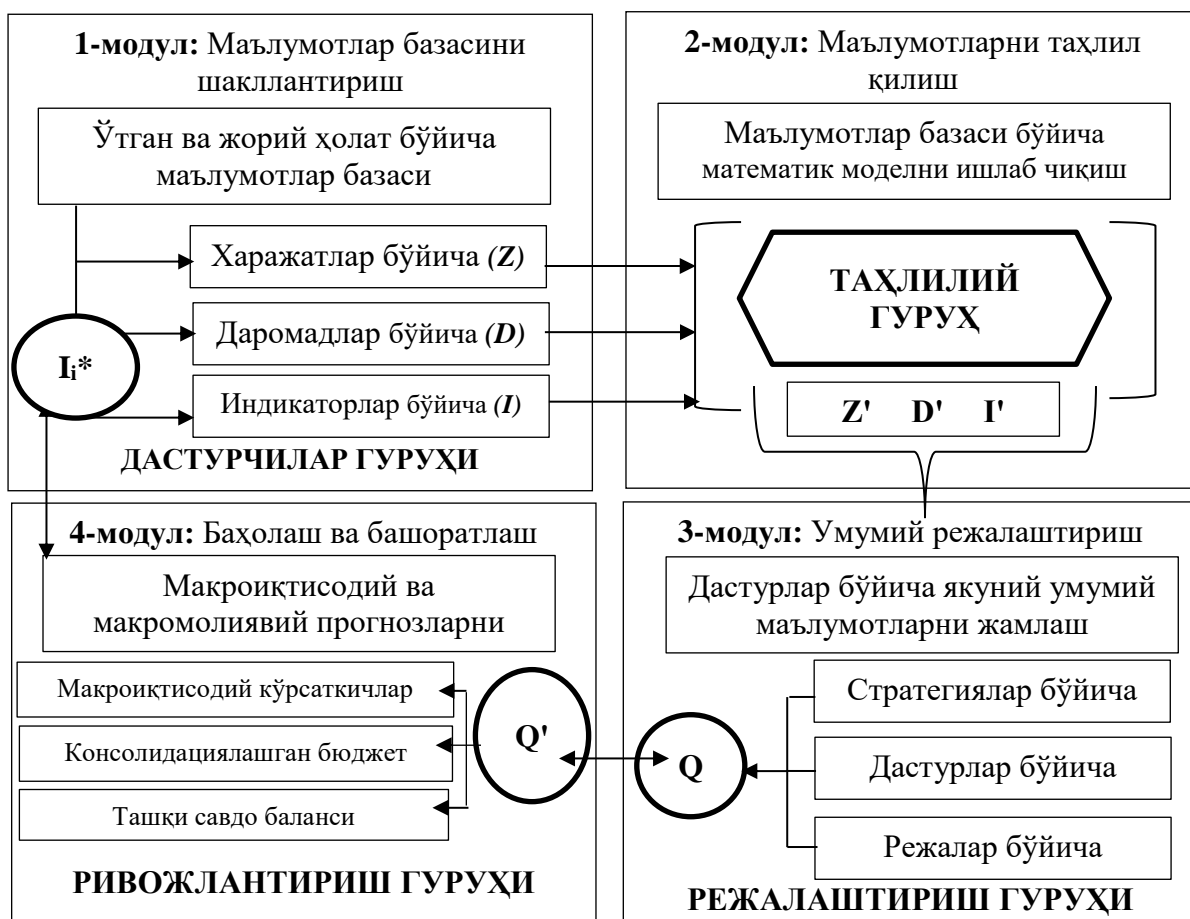 1-модул: Маълумотлар базасини
шакллантириш
Ўтган ва жорий ҳолат бўйича
маълумотлар базаси
Харажатлар бўйича (Z)
Даромадлар бўйича (D)
Iᵢ*
Индикаторлар бўйича (I)
ДАСТУРЧИЛАР ГУРУҲИ
2-модул: Маълумотларни таҳлил
қилиш
Маълумотлар базаси бўйича
математик моделни ишлаб чиқиш
ТАҲЛИЛИЙ
ГУРУҲ
Z' D' I'
4-модул: Баҳолаш ва башоратлаш
Макроиқтисодий ва
макромолиявий прогнозларни
Макроиқтисодий кўрсаткичлар
Консолидациялашган бюджет
Ташқи савдо баланси
Q'
РИВОЖЛАНТИРИШ ГУРУҲИ
3-модул: Умумий режалаштириш
Дастурлар бўйича якуний умумий
маълумотларни жамлаш
Стратегиялар бўйича
Q
Дастурлар бўйича
Режалар бўйича
РЕЖАЛАШТИРИШ ГУРУҲИ